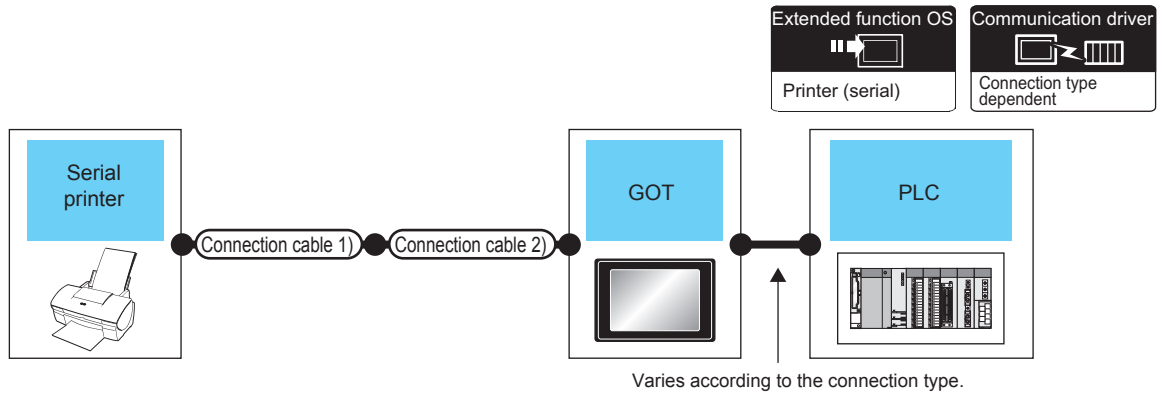 Extended function OS
Communication driver
Printer (serial)
Connection type
dependent
Serial
printer
GOT
PLC
Connection cable 1)
Connection cable 2)
Varies according to the connection type.